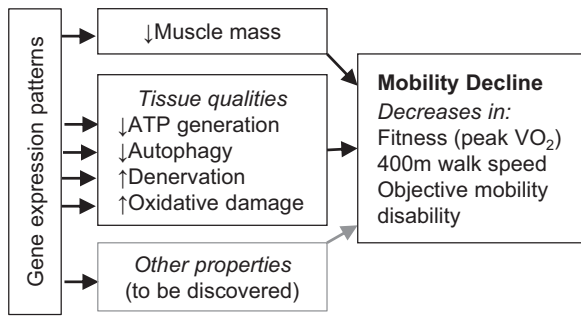 Gene expression patterns
↓Muscle mass
Tissue qualities
↓ATP generation
↓Autophagy
↑Denervation
↑Oxidative damage
Other properties
(to be discovered)
Mobility Decline
Decreases in:
Fitness (peak VO₂)
400m walk speed
Objective mobility
disability